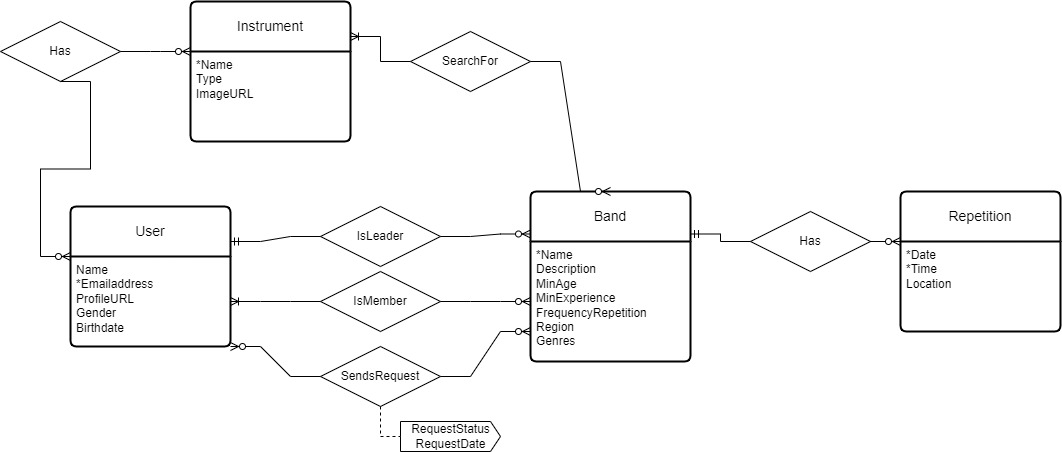 Instrument
Has
SearchFor
*Name
Type
ImageURL
User
IsLeader
Band
Has
Repetition
Name
*Emailaddress
ProfileURL
Gender
Birthdate
IsMember
*Name
Description
MinAge
MinExperience
FrequencyRepetition
Region
Genres
*Date
*Time
Location
SendsRequest
RequestStatus
RequestDate